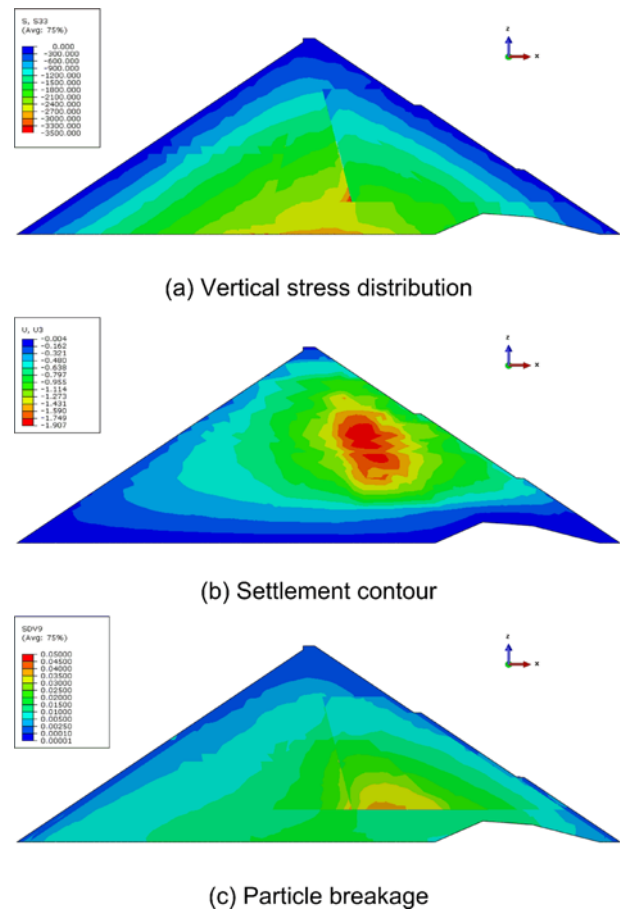 S, S33
(Avg: 75%)
0.000
-300.000
-600.000
-900.000
-1200.000
-1500.000
-1800.000
-2100.000
-2400.000
-2700.000
-3000.000
-3300.000
-3500.000
z
x
(a) Vertical stress distribution
U, U3
-0.004
-0.162
-0.321
-0.480
-0.638
-0.797
-0.955
-1.114
-1.273
-1.431
-1.590
-1.749
-1.907
z
x
(b) Settlement contour
SDV9
(Avg: 75%)
0.05000
0.04500
0.04000
0.03500
0.03000
0.02500
0.02000
0.01500
0.01000
0.00500
0.00250
0.00010
0.00001
z
x
(c) Particle breakage